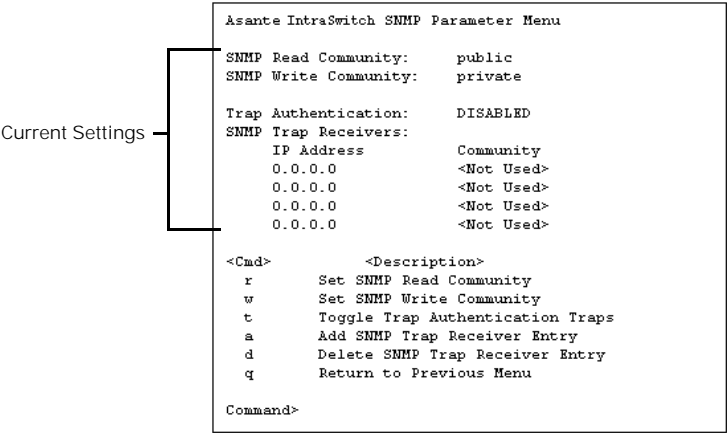 Asante IntraSwitch SNMP Parameter Menu
SNMP Read Community: public
SNMP Write Community: private
Trap Authentication: DISABLED
SNMP Trap Receivers:
IP Address Community
0.0.0.0 <Not Used>
0.0.0.0 <Not Used>
0.0.0.0 <Not Used>
0.0.0.0 <Not Used>
Current Settings
<Cmd> <Description>
r Set SNMP Read Community
w Set SNMP Write Community
t Toggle Trap Authentication Traps
a Add SNMP Trap Receiver Entry
d Delete SNMP Trap Receiver Entry
q Return to Previous Menu
Command>